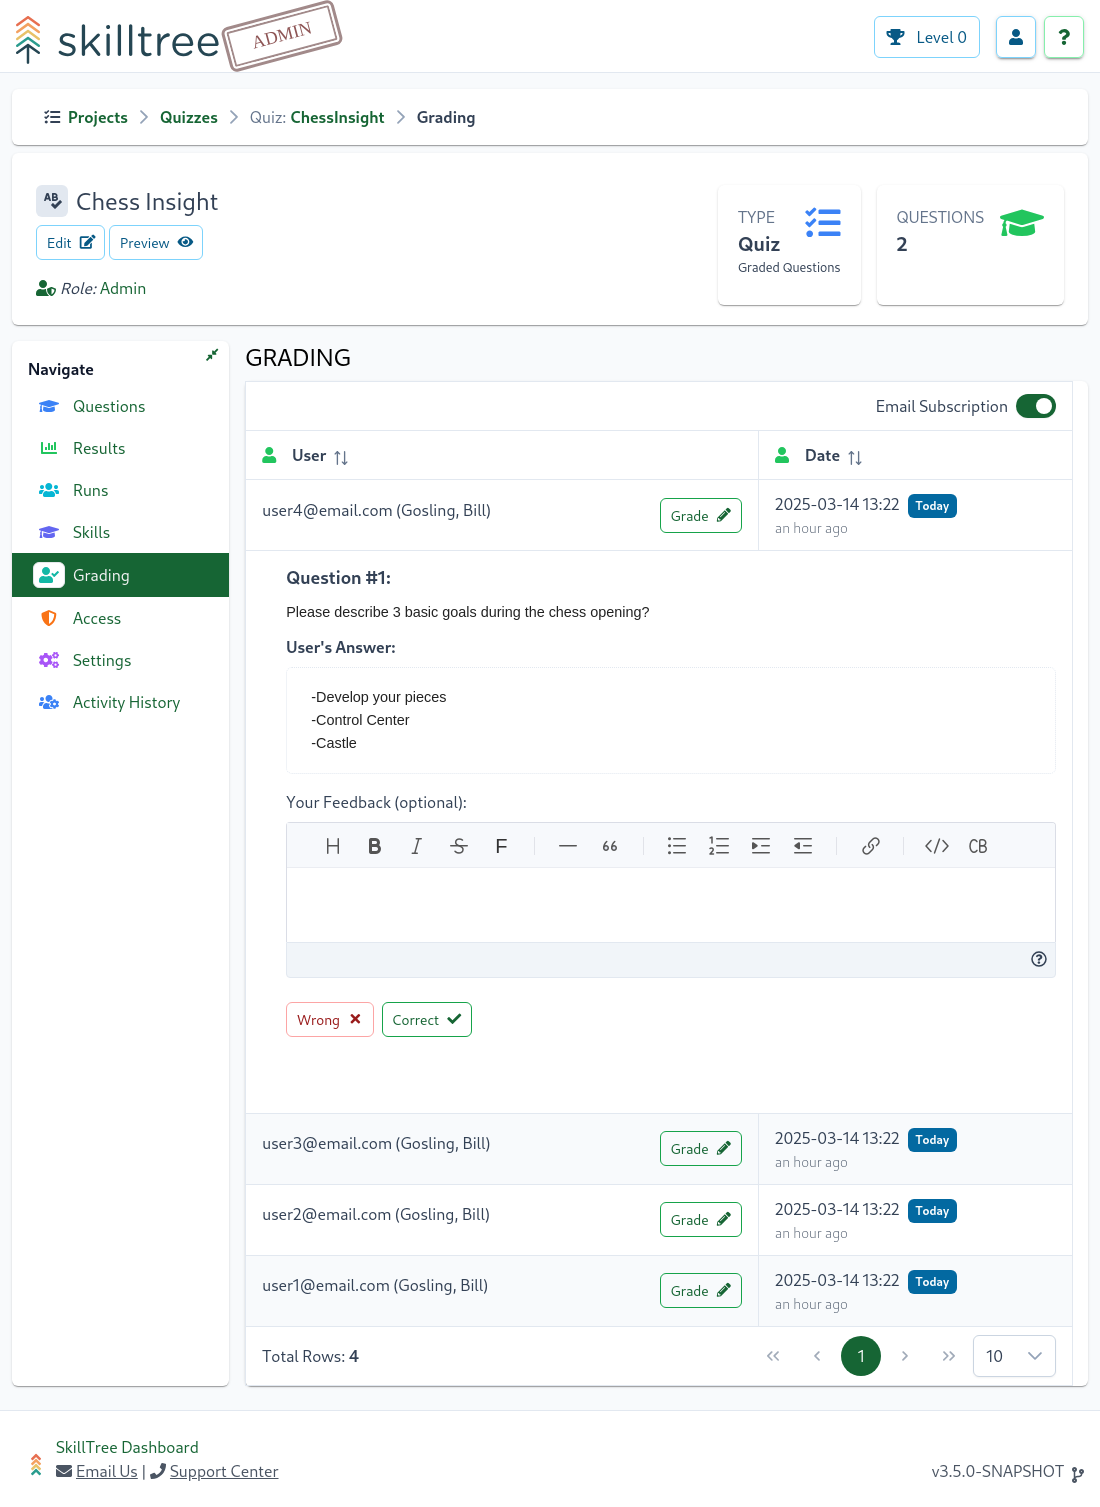 skilltree ADMIN Level 0 ?
Projects Quizzes Quiz: ChessInsight Grading
AB Chess Insight
Edit Preview
Role: Admin
TYPE
Quiz
Graded Questions
QUESTIONS
2
Navigate
Questions
Results
Runs
Skills
Grading
Access
Settings
Activity History
GRADING
Email Subscription
User Date
user4@email.com (Gosling, Bill) Grade 2025-03-14 13:22 Today
an hour ago
Question #1:
Please describe 3 basic goals during the chess opening?
User's Answer:
-Develop your pieces
-Control Center
-Castle
Your Feedback (optional):
H B I S F 66 </> CB
Wrong Correct
user3@email.com (Gosling, Bill) Grade 2025-03-14 13:22 Today
an hour ago
user2@email.com (Gosling, Bill) Grade 2025-03-14 13:22 Today
an hour ago
user1@email.com (Gosling, Bill) Grade 2025-03-14 13:22 Today
an hour ago
Total Rows: 4 1 10
SkillTree Dashboard
Email Us | Support Center v3.5.0-SNAPSHOT